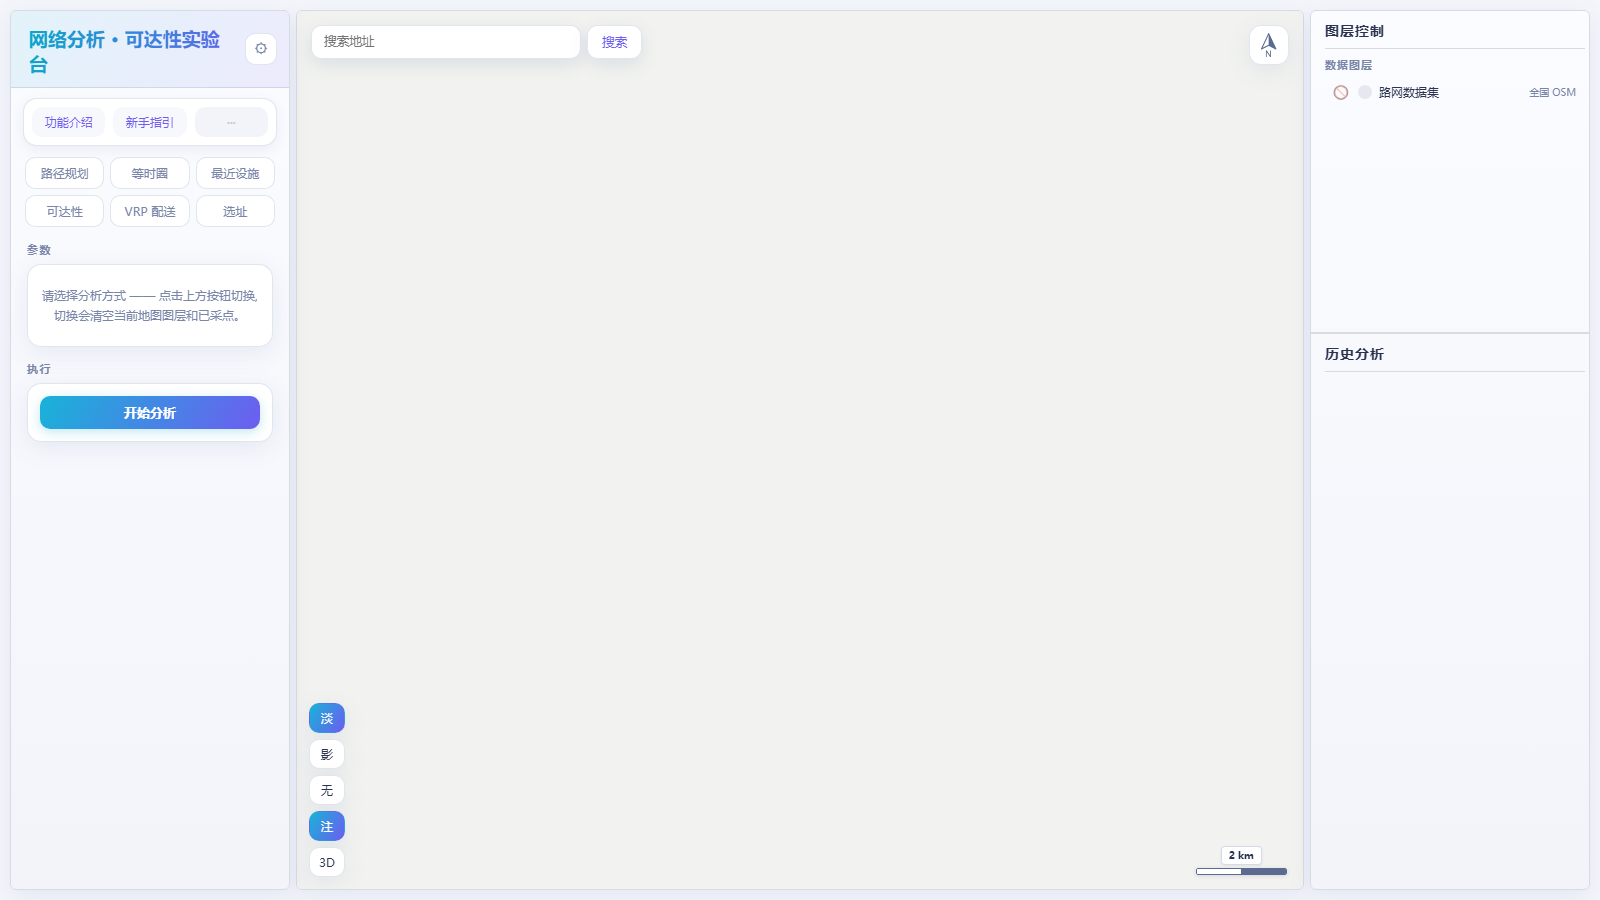 网络分析·可达性实验台
⚙
功能介绍
新手指引
...
路径规划
等时圈
最近设施
可达性
VRP 配送
选址
参数
请选择分析方式 —— 点击上方按钮切换,
切换会清空当前地图图层和已采点。
执行
开始分析
搜索地址
搜索
N
淡
影
无
注
3D
2 km
图层控制
数据图层
路网数据集
全国 OSM
历史分析